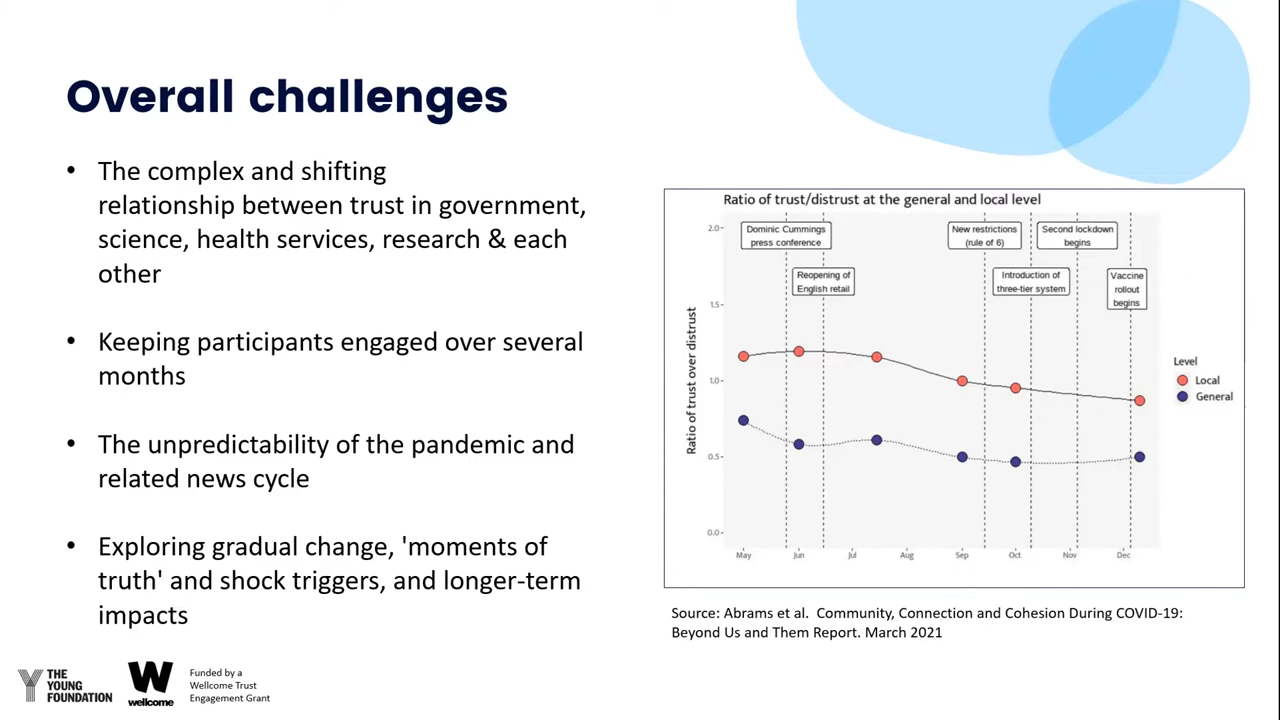 Overall challenges
• The complex and shifting
relationship between trust in government,
science, health services, research & each
other
• Keeping participants engaged over several
months
• The unpredictability of the pandemic and
related news cycle
• Exploring gradual change, 'moments of
truth' and shock triggers, and longer-term
impacts
Ratio of trust/distrust at the general and local level
Ratio of trust over distrust
2.0
1.5
1.0
0.5
0.0
Dominic Cummings
press conference
Reopening of
English retail
New restrictions
(rule of 6)
Introduction of
three-tier system
Second lockdown
begins
Vaccine
rollout
begins
May Jun Jul Aug Sep Oct Nov Dec
Level
Local
General
Source: Abrams et al. Community, Connection and Cohesion During COVID-19:
Beyond Us and Them Report. March 2021
THE
YOUNG
FOUNDATION
W
wellcome
Funded by a
Wellcome Trust
Engagement Grant